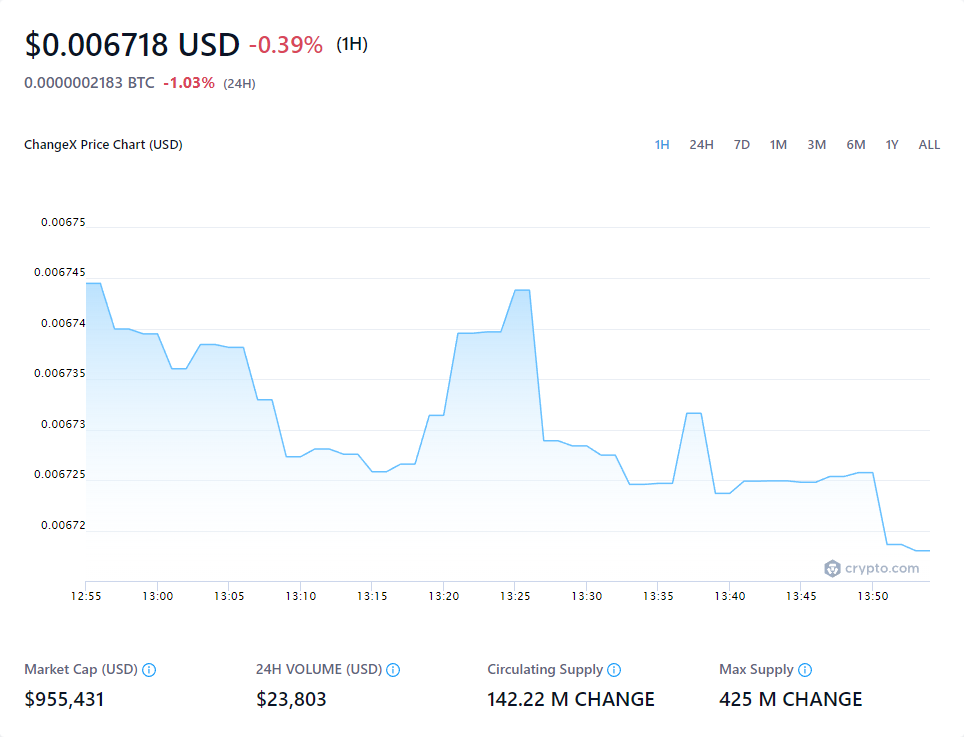 $0.006718 USD -0.39% (1H)
0.0000002183 BTC -1.03% (24H)
ChangeX Price Chart (USD) 1H 24H 7D 1M 3M 6M 1Y ALL
0.00675
0.006745
0.00674
0.006735
0.00673
0.006725
0.00672
crypto.com
12:55 13:00 13:05 13:10 13:15 13:20 13:25 13:30 13:35 13:40 13:45 13:50
Market Cap (USD) 24H VOLUME (USD) Circulating Supply Max Supply
$955,431 $23,803 142.22 M CHANGE 425 M CHANGE